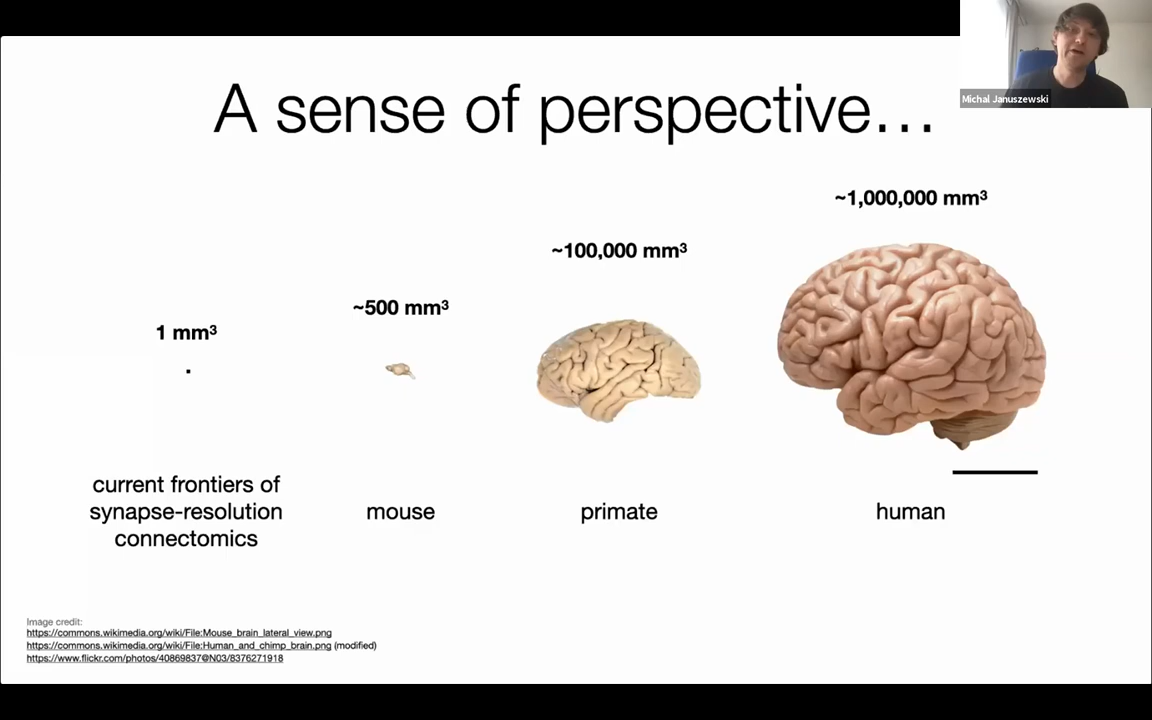 Michal Januszewski
A sense of perspective…
~1,000,000 mm³
~100,000 mm³
~500 mm³
1 mm³
current frontiers of
synapse-resolution
connectomics
mouse
primate
human
Image credit:
https://commons.wikimedia.org/wiki/File:Mouse_brain_lateral_view.png
https://commons.wikimedia.org/wiki/File:Human_and_chimp_brain.png (modified)
https://www.flickr.com/photos/40869837@N03/8376271918